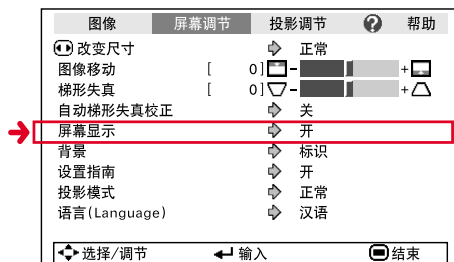 图像 屏幕调节 投影调节 ? 帮助
改变尺寸 正常
图像移动 [ 0] - +
梯形失真 [ 0] - +
自动梯形失真校正 关
屏幕显示 开
背景 标识
设置指南 开
投影模式 正常
语言(Language) 汉语
选择/调节 输入 结束